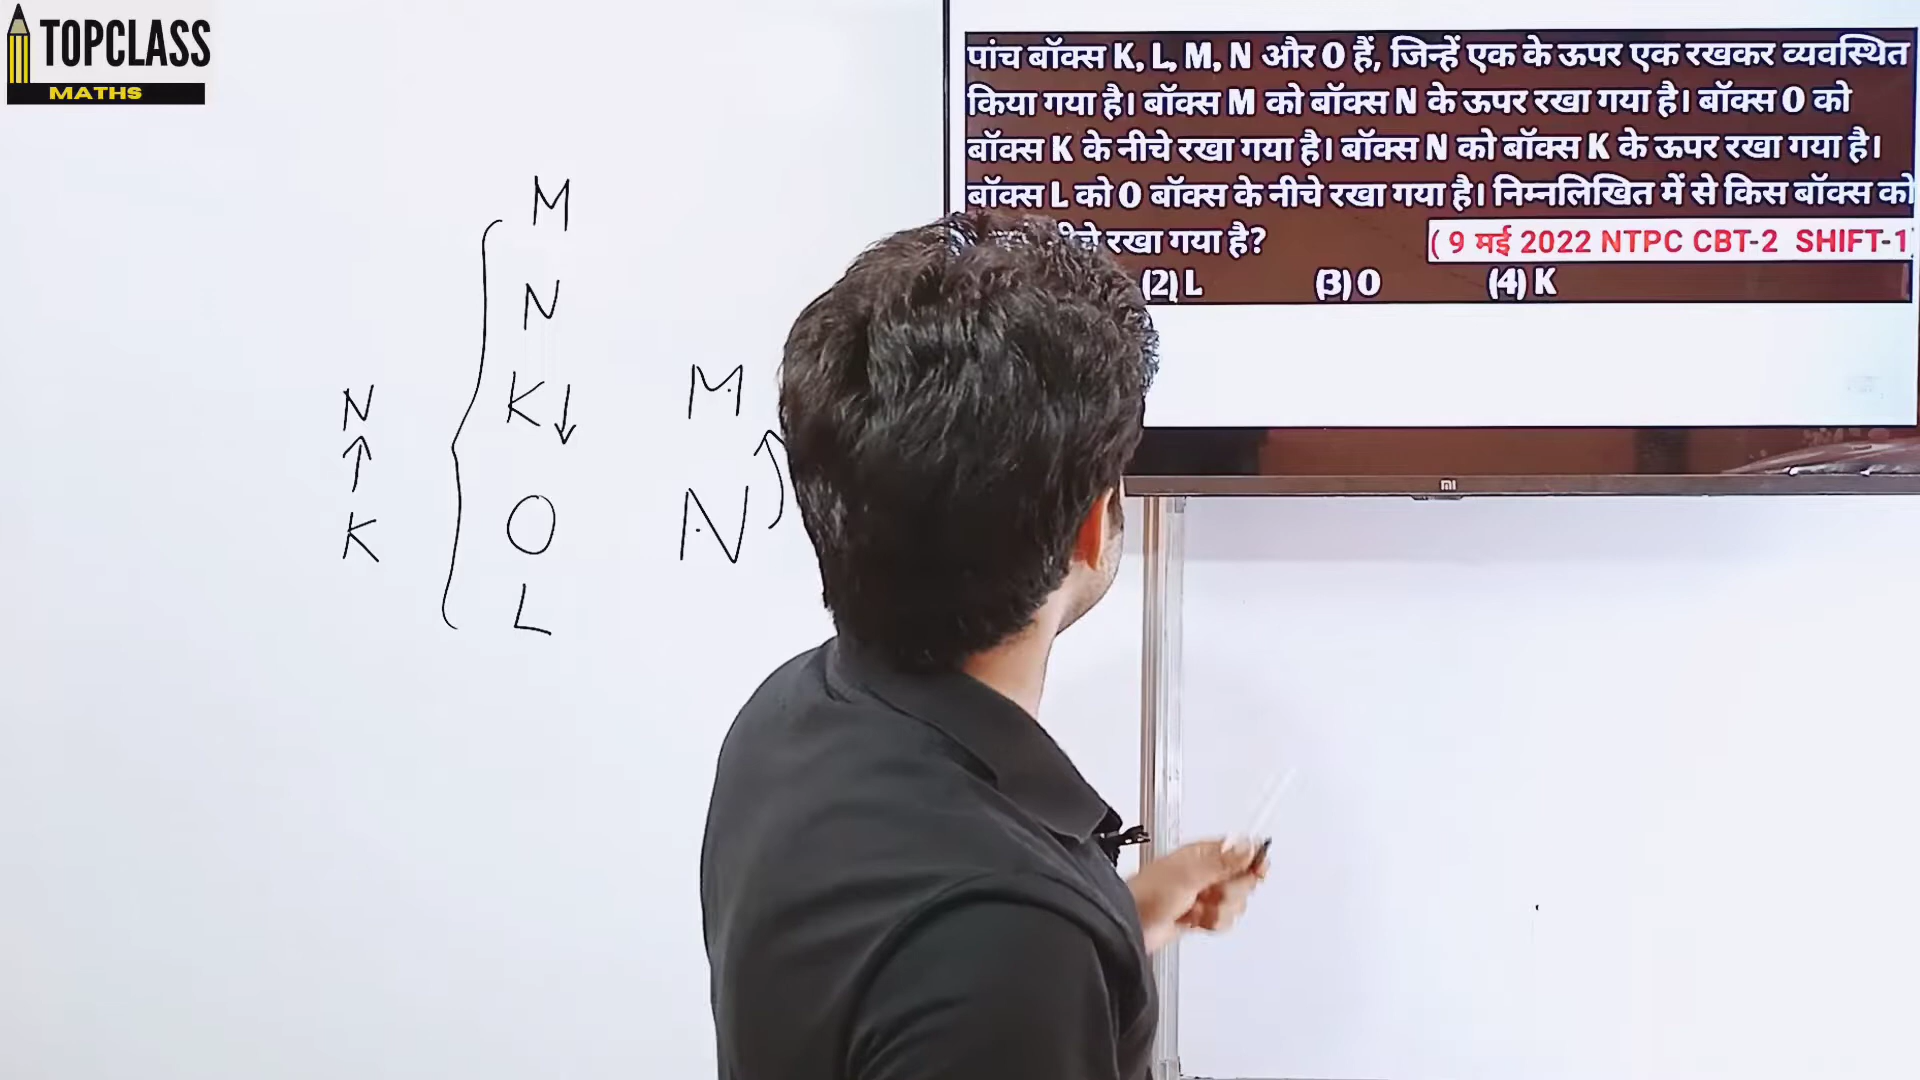 TOPCLASS
MATHS
पांच बॉक्स K, L, M, N और O हैं, जिन्हें एक के ऊपर एक रखकर व्यवस्थित
किया गया है। बॉक्स M को बॉक्स N के ऊपर रखा गया है। बॉक्स O को
बॉक्स K के नीचे रखा गया है। बॉक्स N को बॉक्स K के ऊपर रखा गया है।
बॉक्स L को O बॉक्स के नीचे रखा गया है। निम्नलिखित में से किस बॉक्स को
रखा गया है? ( 9 मई 2022 NTPC CBT-2 SHIFT-1
(2) L (3) O (4) K
mi
M
N
K
O
L
N
K
M
N